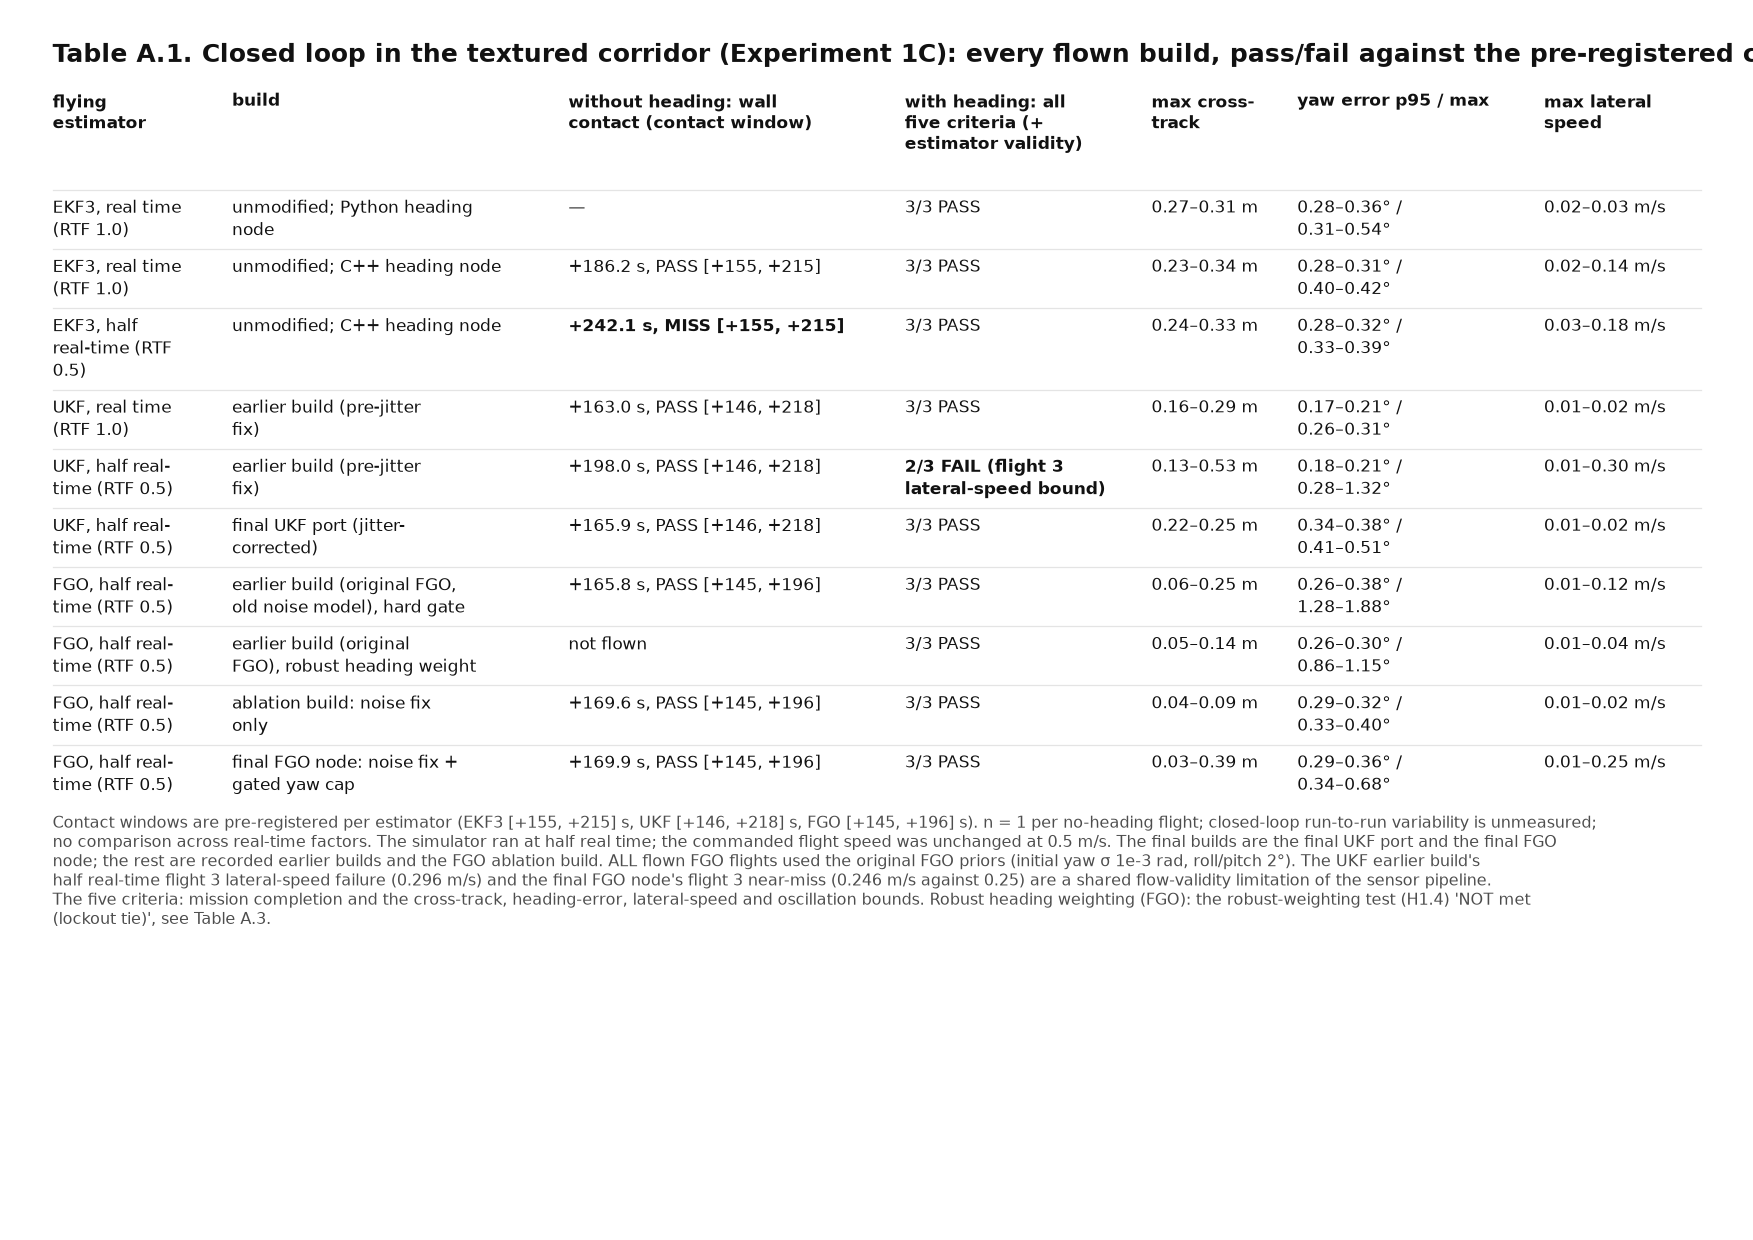 Table A.1. Closed loop in the textured corridor (Experiment 1C): every flown build, pass/fail against the pre-registered
flying estimator | build | without heading: wall contact (contact window) | with heading: all five criteria (+ estimator validity) | max cross-track | yaw error p95 / max | max lateral speed
EKF3, real time (RTF 1.0) | unmodified; Python heading node | — | 3/3 PASS | 0.27–0.31 m | 0.28–0.36° / 0.31–0.54° | 0.02–0.03 m/s
EKF3, real time (RTF 1.0) | unmodified; C++ heading node | +186.2 s, PASS [+155, +215] | 3/3 PASS | 0.23–0.34 m | 0.28–0.31° / 0.40–0.42° | 0.02–0.14 m/s
EKF3, half real-time (RTF 0.5) | unmodified; C++ heading node | +242.1 s, MISS [+155, +215] | 3/3 PASS | 0.24–0.33 m | 0.28–0.32° / 0.33–0.39° | 0.03–0.18 m/s
UKF, real time (RTF 1.0) | earlier build (pre-jitter fix) | +163.0 s, PASS [+146, +218] | 3/3 PASS | 0.16–0.29 m | 0.17–0.21° / 0.26–0.31° | 0.01–0.02 m/s
UKF, half real-time (RTF 0.5) | earlier build (pre-jitter fix) | +198.0 s, PASS [+146, +218] | 2/3 FAIL (flight 3 lateral-speed bound) | 0.13–0.53 m | 0.18–0.21° / 0.28–1.32° | 0.01–0.30 m/s
UKF, half real-time (RTF 0.5) | final UKF port (jitter-corrected) | +165.9 s, PASS [+146, +218] | 3/3 PASS | 0.22–0.25 m | 0.34–0.38° / 0.41–0.51° | 0.01–0.02 m/s
FGO, half real-time (RTF 0.5) | earlier build (original FGO, old noise model), hard gate | +165.8 s, PASS [+145, +196] | 3/3 PASS | 0.06–0.25 m | 0.26–0.38° / 1.28–1.88° | 0.01–0.12 m/s
FGO, half real-time (RTF 0.5) | earlier build (original FGO), robust heading weight | not flown | 3/3 PASS | 0.05–0.14 m | 0.26–0.30° / 0.86–1.15° | 0.01–0.04 m/s
FGO, half real-time (RTF 0.5) | ablation build: noise fix only | +169.6 s, PASS [+145, +196] | 3/3 PASS | 0.04–0.09 m | 0.29–0.32° / 0.33–0.40° | 0.01–0.02 m/s
FGO, half real-time (RTF 0.5) | final FGO node: noise fix + gated yaw cap | +169.9 s, PASS [+145, +196] | 3/3 PASS | 0.03–0.39 m | 0.29–0.36° / 0.34–0.68° | 0.01–0.25 m/s
Contact windows are pre-registered per estimator (EKF3 [+155, +215] s, UKF [+146, +218] s, FGO [+145, +196] s). n = 1 per no-heading flight; closed-loop run-to-run variability is unmeasured;
no comparison across real-time factors. The simulator ran at half real time; the commanded flight speed was unchanged at 0.5 m/s. The final builds are the final UKF port and the final FGO
node; the rest are recorded earlier builds and the FGO ablation build. ALL flown FGO flights used the original FGO priors (initial yaw σ 1e-3 rad, roll/pitch 2°). The UKF earlier build's
half real-time flight 3 lateral-speed failure (0.296 m/s) and the final FGO node's flight 3 near-miss (0.246 m/s against 0.25) are a shared flow-validity limitation of the sensor pipeline.
The five criteria: mission completion and the cross-track, heading-error, lateral-speed and oscillation bounds. Robust heading weighting (FGO): the robust-weighting test (H1.4) 'NOT met
(lockout tie)', see Table A.3.